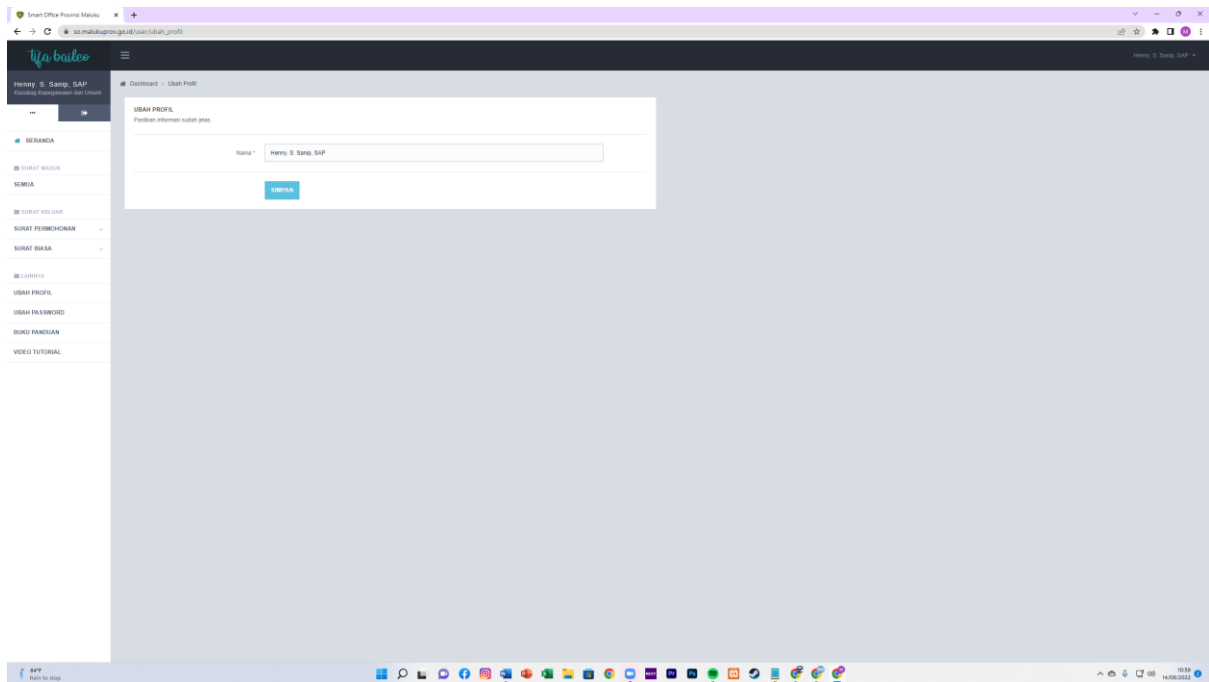 Smart Office Provinsi Maluku
so.malukuprov.go.id/user/ubah_profil
tifa baileo
Henny. S. Sanip, SAP
Henny. S. Sanip, SAP
Kasubag Kepegawaian dan Umum
Dashboard > Ubah Profil
UBAH PROFIL
Pastikan informasi sudah jelas.
Nama *
Henny. S. Sanip, SAP
SIMPAN
BERANDA
SURAT MASUK
SEMUA
SURAT KELUAR
SURAT PERMOHONAN
SURAT BIASA
LAINNYA
UBAH PROFIL
UBAH PASSWORD
BUKU PANDUAN
VIDEO TUTORIAL
84°F
Rain to stop
10:59
14/09/2022